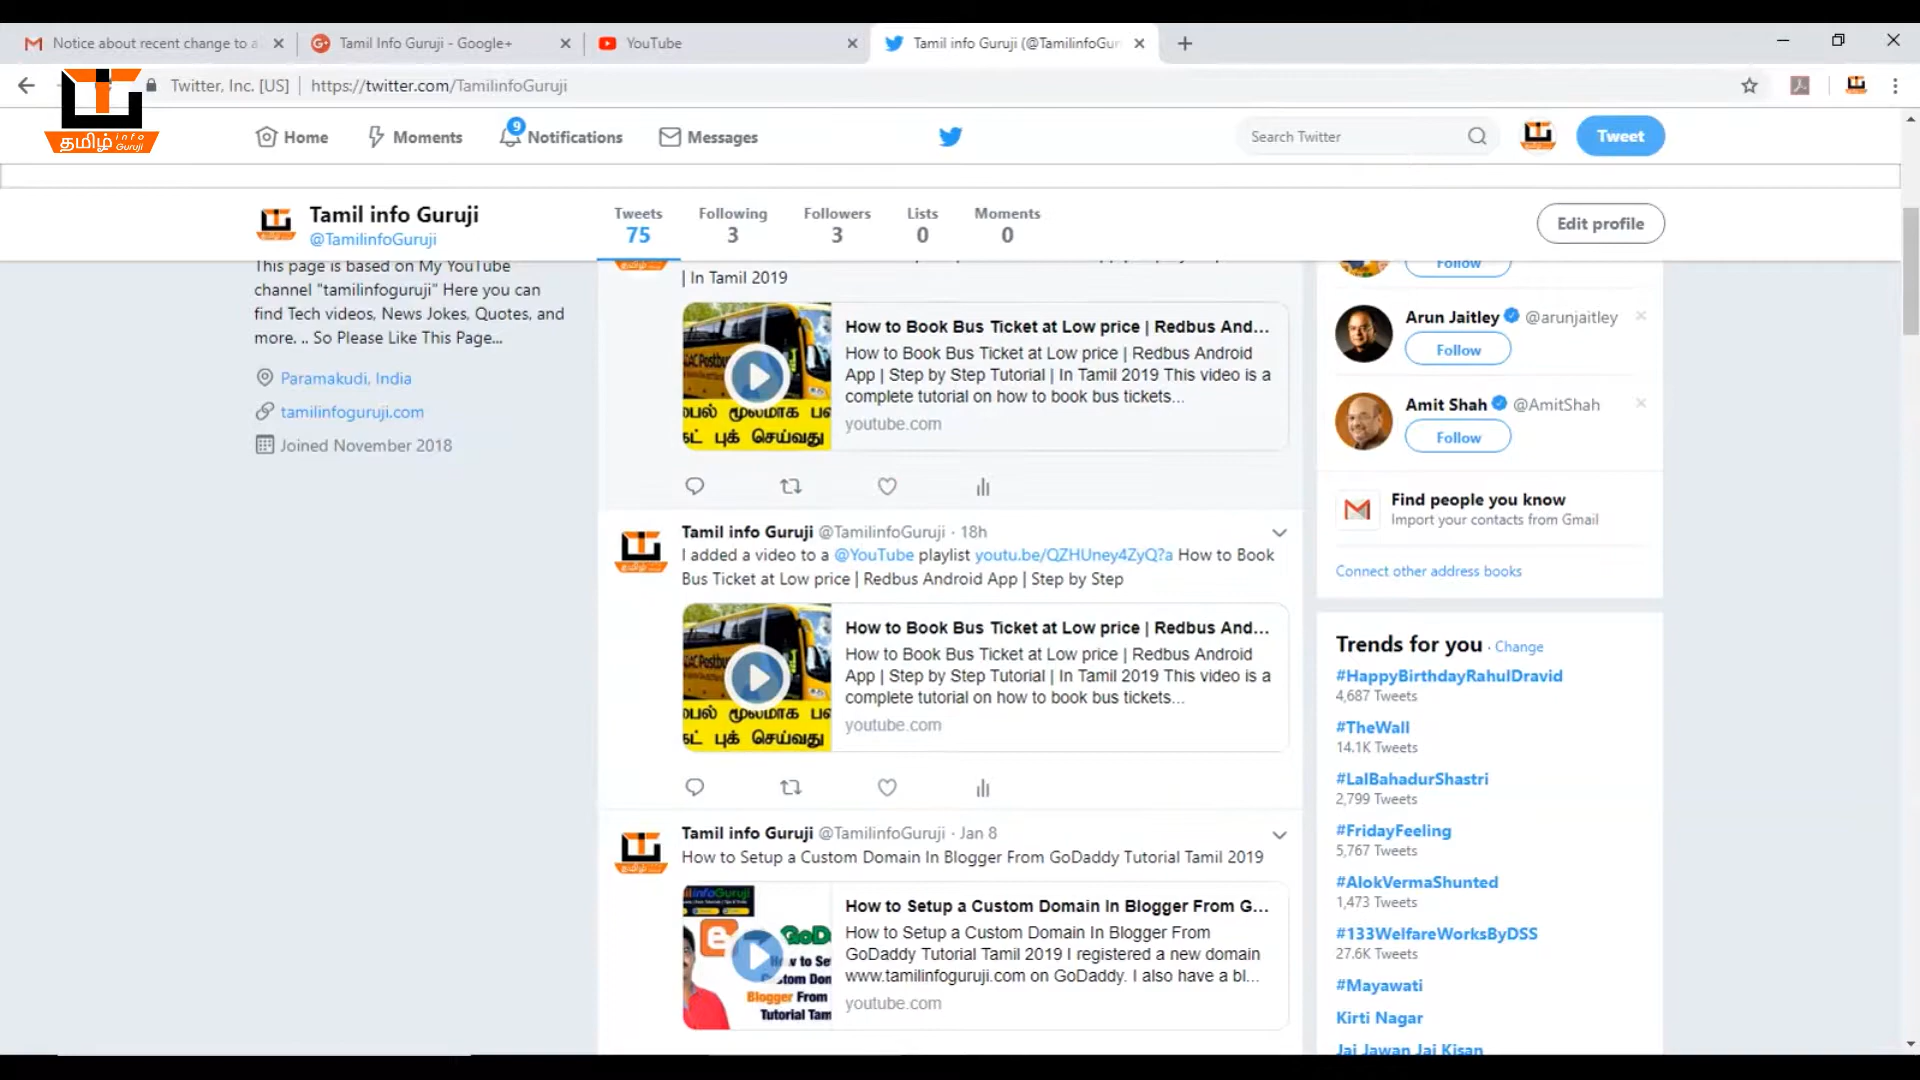 Notice about recent change to a
Tamil Info Guruji - Google+
YouTube
Tamil info Guruji (@TamilinfoGur
Twitter, Inc. [US]
https://twitter.com/TamilinfoGuruji
தமிழ் info Guruji
Home
Moments
9
Notifications
Messages
Search Twitter
Tweet
Tamil info Guruji
@TamilinfoGuruji
Tweets
75
Following
3
Followers
3
Lists
0
Moments
0
Edit profile
This page is based on My YouTube
channel "tamilinfoguruji" Here you can
find Tech videos, News Jokes, Quotes, and
more. .. So Please Like This Page...
Paramakudi, India
tamilinfoguruji.com
Joined November 2018
| In Tamil 2019
How to Book Bus Ticket at Low price | Redbus And...
How to Book Bus Ticket at Low price | Redbus Android
App | Step by Step Tutorial | In Tamil 2019 This video is a
complete tutorial on how to book bus tickets...
youtube.com
Tamil info Guruji @TamilinfoGuruji · 18h
I added a video to a @YouTube playlist youtu.be/QZHUney4ZyQ?a How to Book
Bus Ticket at Low price | Redbus Android App | Step by Step
How to Book Bus Ticket at Low price | Redbus And...
How to Book Bus Ticket at Low price | Redbus Android
App | Step by Step Tutorial | In Tamil 2019 This video is a
complete tutorial on how to book bus tickets...
youtube.com
Tamil info Guruji @TamilinfoGuruji · Jan 8
How to Setup a Custom Domain In Blogger From GoDaddy Tutorial Tamil 2019
Blogger From
Tutorial Tam
How to Setup a Custom Domain In Blogger From G...
How to Setup a Custom Domain In Blogger From
GoDaddy Tutorial Tamil 2019 I registered a new domain
www.tamilinfoguruji.com on GoDaddy. I also have a bl...
youtube.com
Follow
Arun Jaitley @arunjaitley
Follow
Amit Shah @AmitShah
Follow
Find people you know
Import your contacts from Gmail
Connect other address books
Trends for you · Change
#HappyBirthdayRahulDravid
4,687 Tweets
#TheWall
14.1K Tweets
#LalBahadurShastri
2,799 Tweets
#FridayFeeling
5,767 Tweets
#AlokVermaShunted
1,473 Tweets
#133WelfareWorksByDSS
27.6K Tweets
#Mayawati
Kirti Nagar
Jai Jawan Jai Kisan